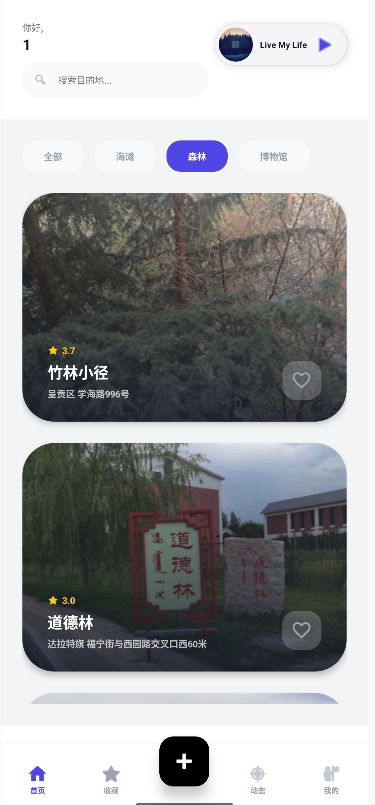 你好,
1
Live My Life
搜索目的地...
全部
海滩
森林
博物馆
3.7
竹林小径
呈贡区 学海路996号
道德林
道德林
3.0
道德林
达拉特旗 福宁街与西园路交叉口西60米
首页
收藏
动态
我的